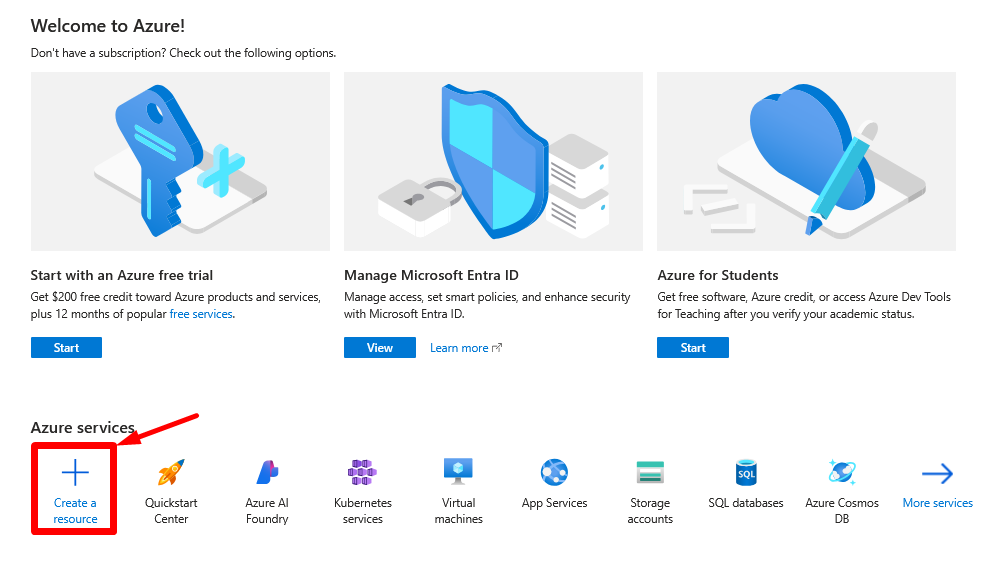 Welcome to Azure!
Don't have a subscription? Check out the following options.
Start with an Azure free trial
Get $200 free credit toward Azure products and services,
plus 12 months of popular free services.
Start
Manage Microsoft Entra ID
Manage access, set smart policies, and enhance security
with Microsoft Entra ID.
View
Learn more
Azure for Students
Get free software, Azure credit, or access Azure Dev Tools
for Teaching after you verify your academic status.
Start
Azure services
Create a
resource
Quickstart
Center
Azure AI
Foundry
Kubernetes
services
Virtual
machines
App Services
Storage
accounts
SQL
SQL databases
Azure Cosmos
DB
More services